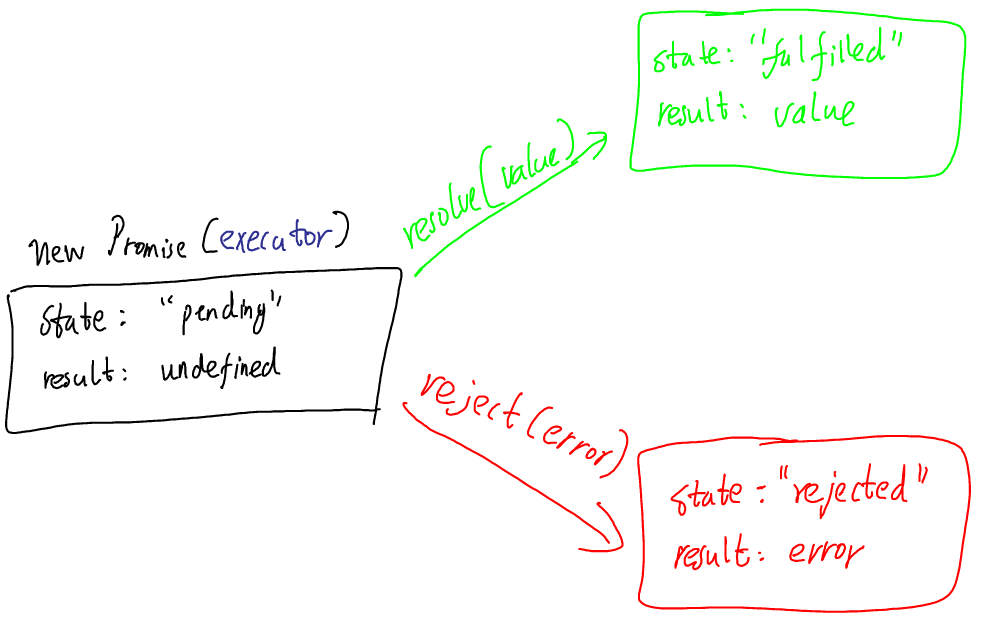 new Promise (executor)
state: "pending"
result: undefined
resolve(value)
state: "fulfilled"
result: value
reject(error)
state: "rejected"
result: error